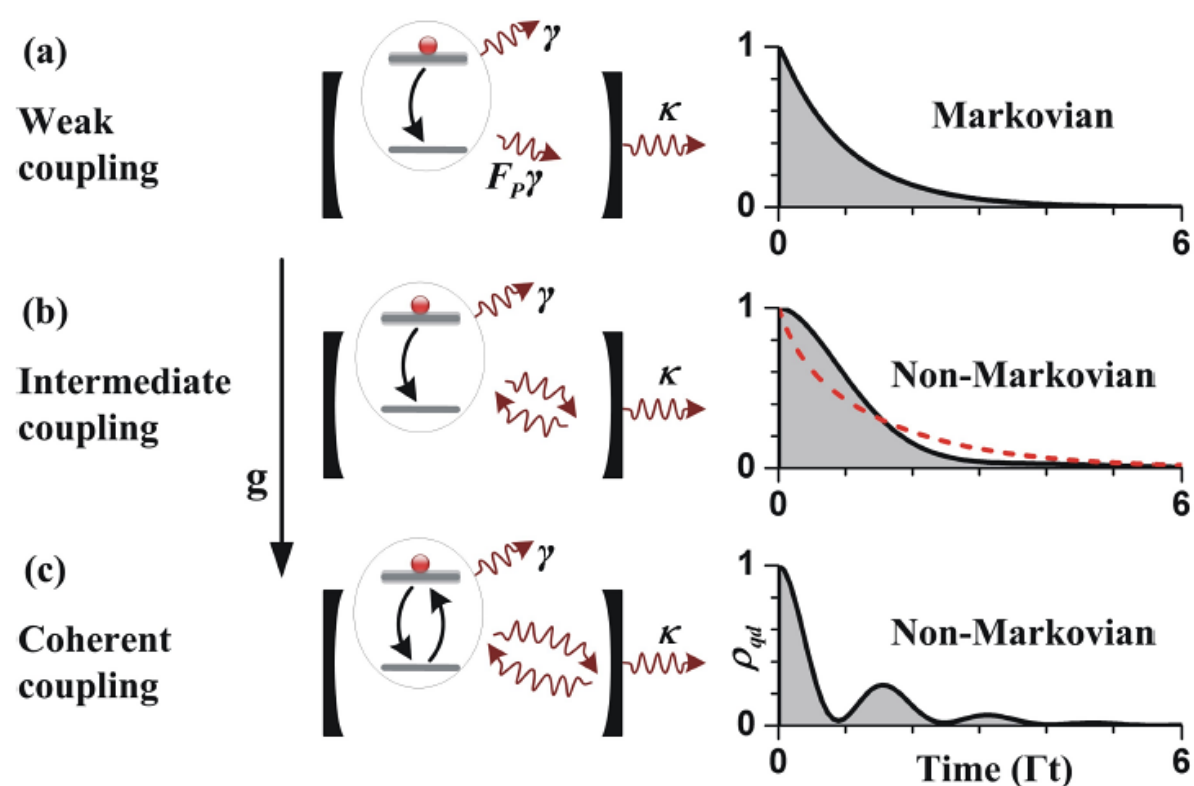 (a)
Weak
coupling
γ
F_Pγ
κ
1
Markovian
0
0
6
(b)
Intermediate
coupling
γ
κ
1
Non-Markovian
0
0
6
g
(c)
Coherent
coupling
γ
κ
1
Non-Markovian
ρ_qd
0
0
Time (Γt)
6